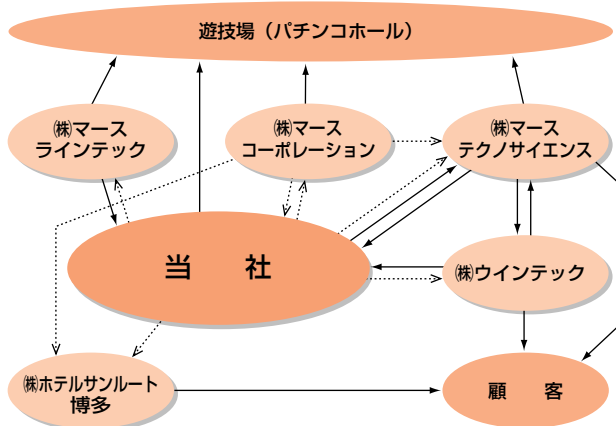 遊技場（パチンコホール）
㈱マース
ラインテック
㈱マース
コーポレーション
㈱マース
テクノサイエンス
当　社
㈱ウインテック
㈱ホテルサンルート
博多
顧　客